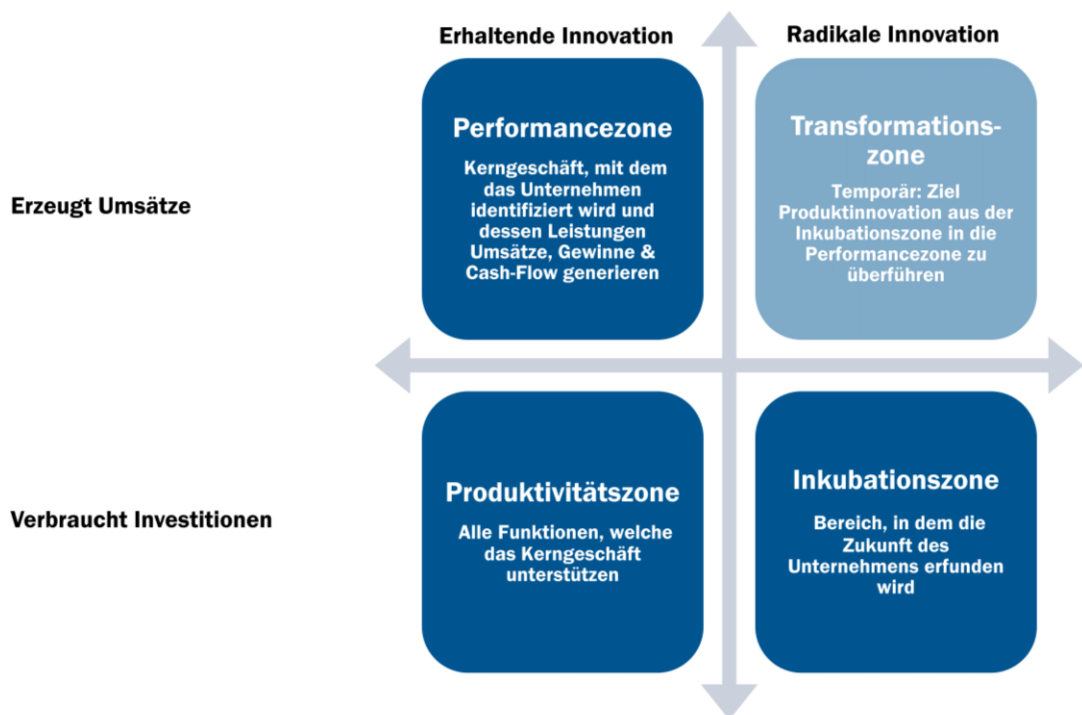 Erhaltende Innovation
Radikale Innovation
Erzeugt Umsätze
Performancezone
Kerngeschäft, mit dem
das Unternehmen
identifiziert wird und
dessen Leistungen
Umsätze, Gewinne &
Cash-Flow generieren
Transformations-
zone
Temporär: Ziel
Produktinnovation aus der
Inkubationszone in die
Performancezone zu
überführen
Verbraucht Investitionen
Produktivitätszone
Alle Funktionen, welche
das Kerngeschäft
unterstützen
Inkubationszone
Bereich, in dem die
Zukunft des
Unternehmens erfunden
wird